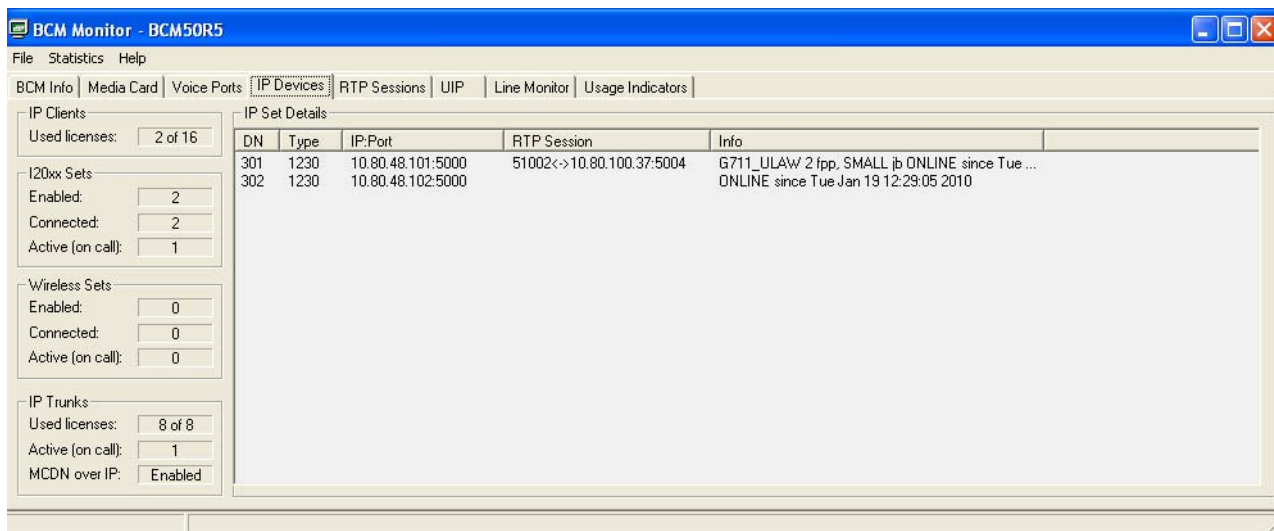 BCM Monitor - BCM50R5
File Statistics Help
BCM Info Media Card Voice Ports IP Devices RTP Sessions UIP Line Monitor Usage Indicators
IP Clients
Used licenses: 2 of 16
I20xx Sets
Enabled: 2
Connected: 2
Active (on call): 1
Wireless Sets
Enabled: 0
Connected: 0
Active (on call): 0
IP Trunks
Used licenses: 8 of 8
Active (on call): 1
MCDN over IP: Enabled
IP Set Details
DN Type IP:Port RTP Session Info
301 1230 10.80.48.101:5000 51002<->10.80.100.37:5004 G711_ULAW 2 fpp, SMALL jb ONLINE since Tue ...
302 1230 10.80.48.102:5000 ONLINE since Tue Jan 19 12:29:05 2010